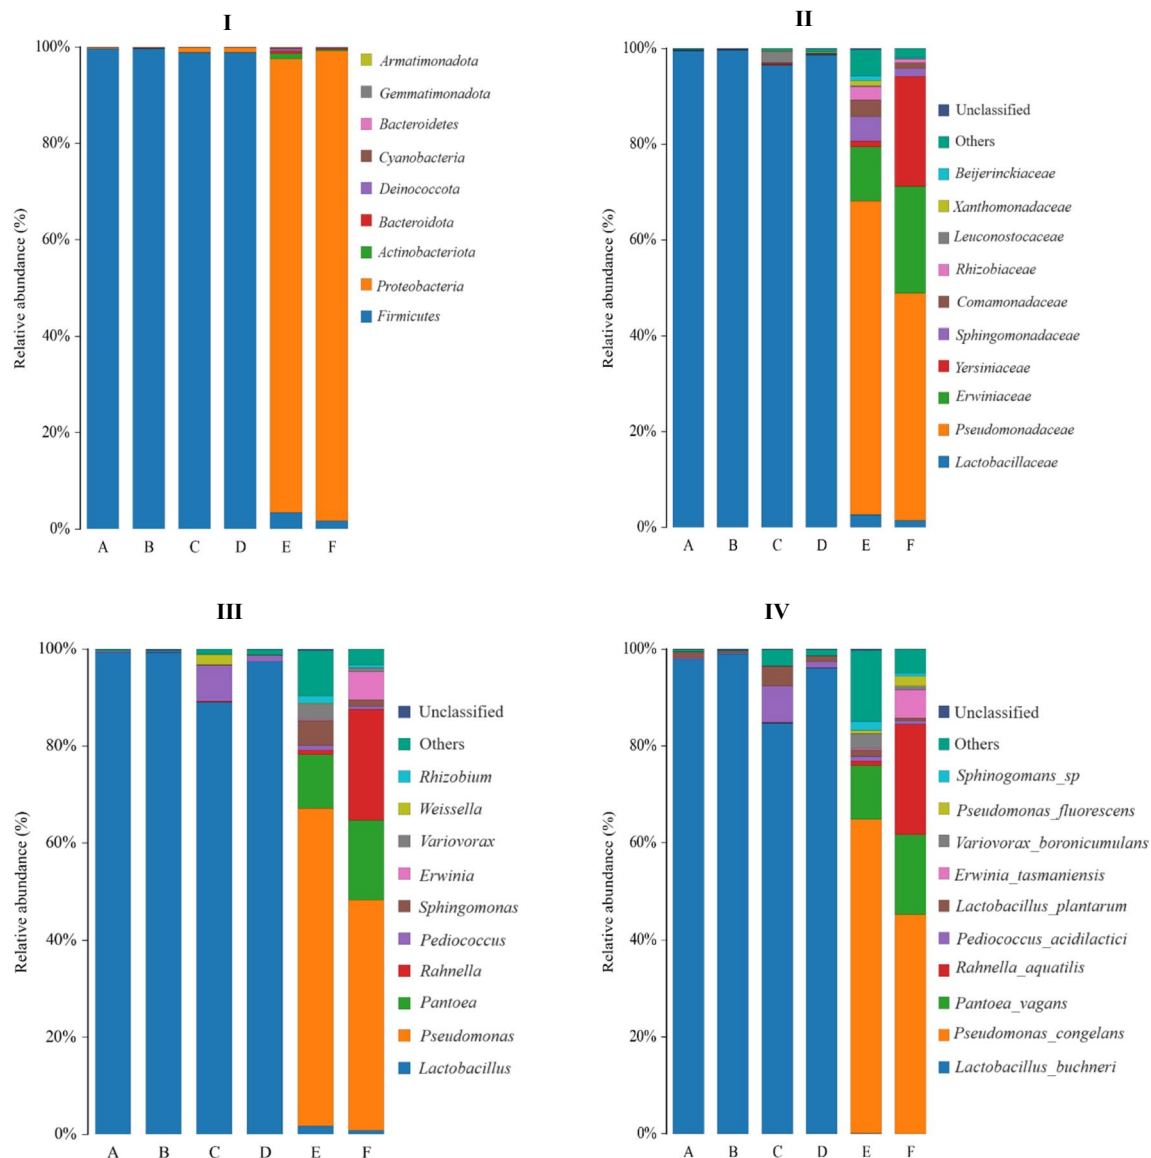 I
Relative abundance (%)
100%
80%
60%
40%
20%
0%
A B C D E F
Armatimonadota
Gemmatimonadota
Bacteroidetes
Cyanobacteria
Deinococcota
Bacteroidota
Actinobacteriota
Proteobacteria
Firmicutes
II
Relative abundance (%)
100%
80%
60%
40%
20%
0%
A B C D E F
Unclassified
Others
Beijerinckiaceae
Xanthomonadaceae
Leuconostocaceae
Rhizobiaceae
Comamonadaceae
Sphingomonadaceae
Yersiniaceae
Erwiniaceae
Pseudomonadaceae
Lactobacillaceae
III
Relative abundance (%)
100%
80%
60%
40%
20%
0%
A B C D E F
Unclassified
Others
Rhizobium
Weissella
Variovorax
Erwinia
Sphingomonas
Pediococcus
Rahnella
Pantoea
Pseudomonas
Lactobacillus
IV
Relative abundance (%)
100%
80%
60%
40%
20%
0%
A B C D E F
Unclassified
Others
Sphinogomans_sp
Pseudomonas_fluorescens
Variovorax_boronicumulans
Erwinia_tasmaniensis
Lactobacillus_plantarum
Pediococcus_acidilactici
Rahnella_aquatilis
Pantoea_vagans
Pseudomonas_congelans
Lactobacillus_buchneri